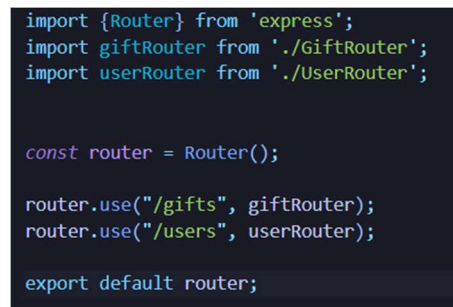 import {Router} from 'express';
import giftRouter from './GiftRouter';
import userRouter from './UserRouter';
const router = Router();
router.use("/gifts", giftRouter);
router.use("/users", userRouter);
export default router;